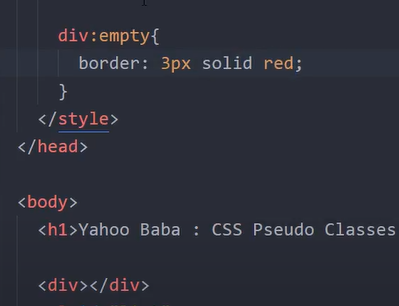 div:empty{
border: 3px solid red;
}
</style>
</head>
<body>
<h1>Yahoo Baba : CSS Pseudo Classes
<div></div>